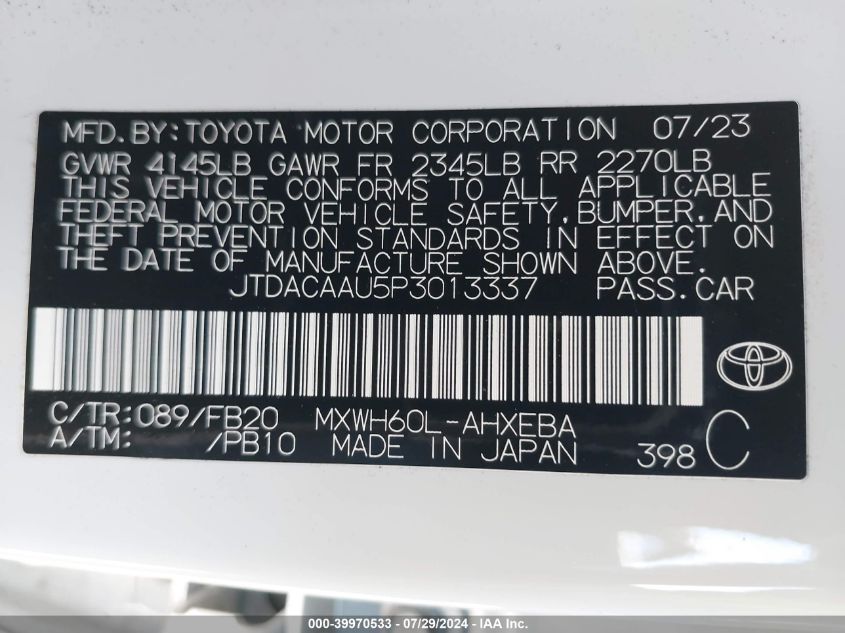 MFD.BY:TOYOTA MOTOR CORPORATION 07/23
GVWR 4145LB GAWR FR 2345LB RR 2270LB
THIS VEHICLE CONFORMS TO ALL APPLICABLE
FEDERAL MOTOR VEHICLE SAFETY,BUMPER,AND
THEFT PREVENTION STANDARDS IN EFFECT ON
THE DATE OF MANUFACTURE SHOWN ABOVE.
JTDACAAU5P3013337 PASS.CAR
C/TR:089/FB20 MXWH60L-AHXEBA
A/TM: /PB10 MADE IN JAPAN 398 C
000-39970533 - 07/29/2024 - IAA, Inc.